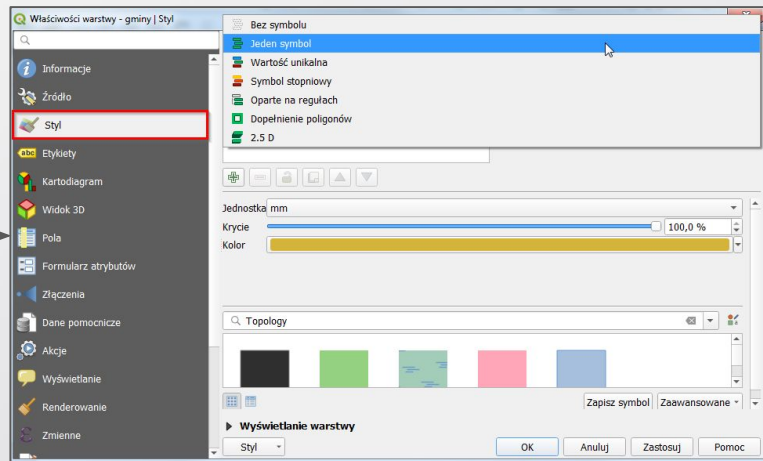 Właściwości warstwy - gminy | Styl
Informacje
Źródło
Styl
abc Etykiety
Kartodiagram
Widok 3D
Pola
Formularz atrybutów
Złączenia
Dane pomocnicze
Akcje
Wyświetlanie
Renderowanie
Zmienne
Bez symbolu
Jeden symbol
Wartość unikalna
Symbol stopniowy
Oparte na regułach
Dopełnienie poligonów
2.5 D
Jednostka mm
Krycie 100,0 %
Kolor
Topology
Zapisz symbol Zaawansowane
Wyświetlanie warstwy
Styl OK Anuluj Zastosuj Pomoc